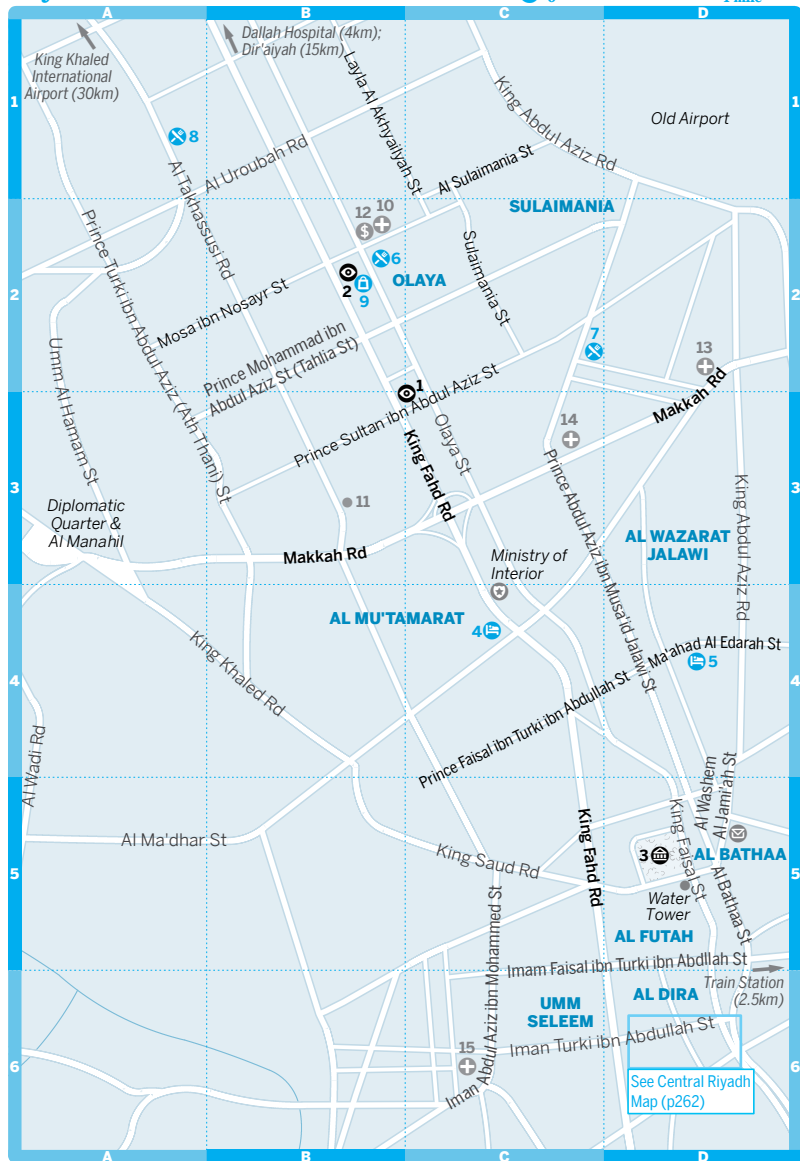 A
B
C
D
Dallah Hospital (4km);
Dir'aiyah (15km)
King Khaled
International
Airport (30km)
Layla Al Akhyaliyah St
King Abdul Aziz Rd
1
Old Airport
1
8
Al Uroubah Rd
Al Takhassusi Rd
Al Sulaimania St
SULAIMANIA
12
10
Prince Turki ibn Abdul Aziz (Ath Thani) St
$
6
Sulaimania St
2
OLAYA
2
9
2
Mosa ibn Nosayr St
Prince Mohammad ibn
Abdul Aziz St (Tahlia St)
7
13
Umm Al Hamam St
1
Makkah Rd
Prince Sultan ibn Abdul Aziz St
14
Olaya St
King Fahd Rd
3
11
3
Diplomatic
Quarter &
Al Manahil
Prince Abdul Aziz ibn Musa'id Jalawi St
King Abdul Aziz Rd
AL WAZARAT
JALAWI
Makkah Rd
Ministry of
Interior
AL MU'TAMARAT
4
Ma'ahad Al Edarah St
5
King Khaled Rd
4
4
Prince Faisal ibn Turki ibn Abdullah St
Al Wadi Rd
Al Washem
Al Jami'ah St
King Fahd Rd
King Faisal St
Al Ma'dhar St
King Saud Rd
3
AL BATHAA
5
5
Water
Tower
Al Bathaa St
AL FUTAH
Imam Faisal ibn Turki ibn Abdllah St
Train Station
(2.5km)
Iman Abdul Aziz ibn Mohammed St
UMM
SELEEM
AL DIRA
15
Iman Turki ibn Abdullah St
6
6
See Central Riyadh
Map (p262)
A
B
C
D